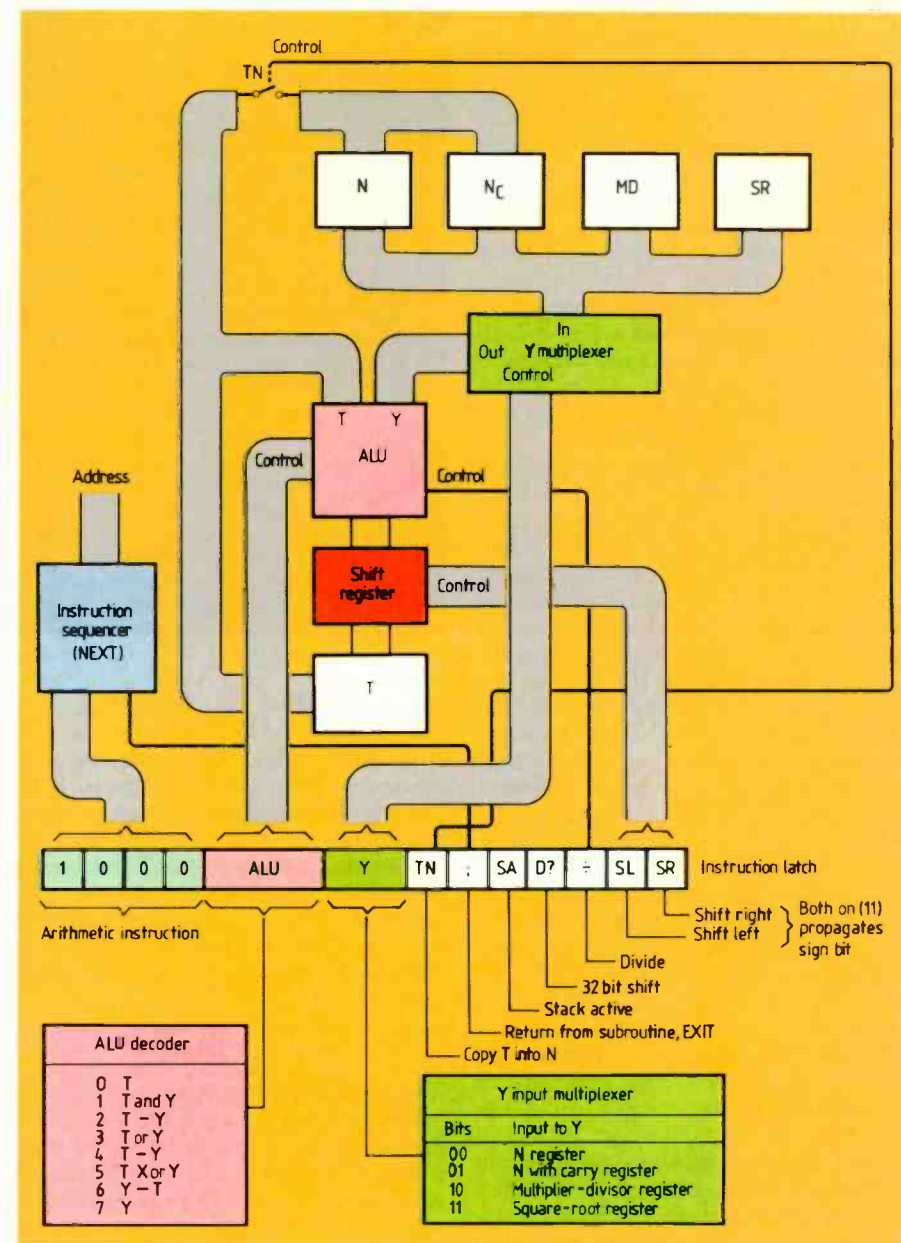 Control
TN
N
NC
MD
SR
In
Out Y multiplexer
Control
T Y
ALU
Control
Control
Address
Shift register
Control
Instruction sequencer (NEXT)
T
1 0 0 0 ALU Y TN ; SA D? ÷ SL SR
Instruction latch
Arithmetic instruction
Shift right
Shift left
Both on (11) propagates sign bit
Divide
32 bit shift
Stack active
Return from subroutine, EXIT
Copy T into N
ALU decoder
0 T
1 T and Y
2 T - Y
3 T or Y
4 T - Y
5 T X or Y
6 Y - T
7 Y
Y input multiplexer
Bits Input to Y
00 N register
01 N with carry register
10 Multiplier-divisor register
11 Square-root register